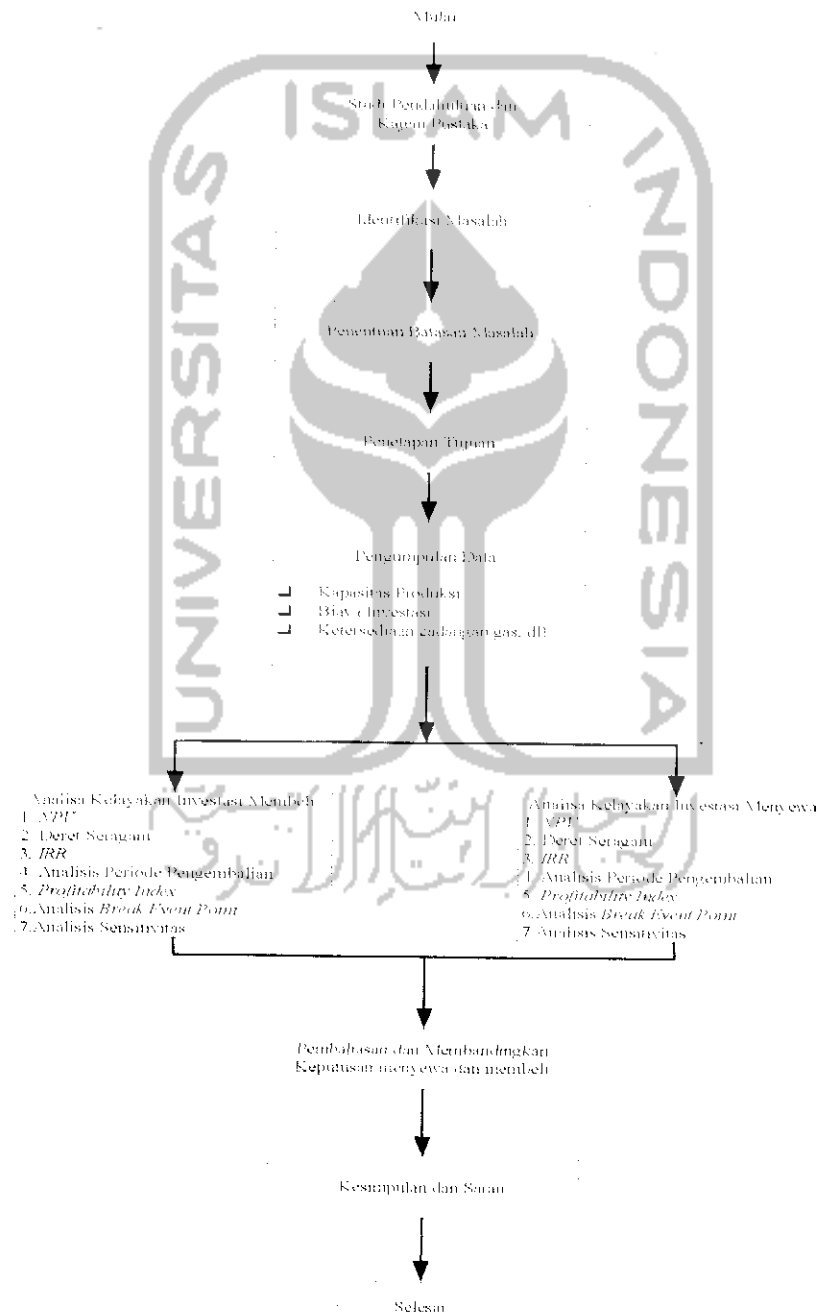 Mulai
Studi Pendahuluan dan
Kajian Pustaka
Identifikasi Masalah
Penentuan Batasan Masalah
Penetapan Tujuan
Pengumpulan Data
Kapasitas Produksi
Biaya Investasi
Ketersediaan cadangan gas, dll
Analisa Kelayakan Investasi Membeli
1. NPV
2. Deret Seragam
3. IRR
4. Analisis Periode Pengembalian
5. Profitability Index
6. Analisis Break Event Point
7. Analisis Sensitivitas
Analisa Kelayakan Investasi Menyewa
1. NPV
2. Deret Seragam
3. IRR
4. Analisis Periode Pengembalian
5. Profitability Index
6. Analisis Break Event Point
7. Analisis Sensitivitas
Pembahasan dan Membandingkan
Keputusan menyewa dan membeli
Kesimpulan dan Saran
Selesai
UNIVERSITAS
ISLAM
INDONESIA